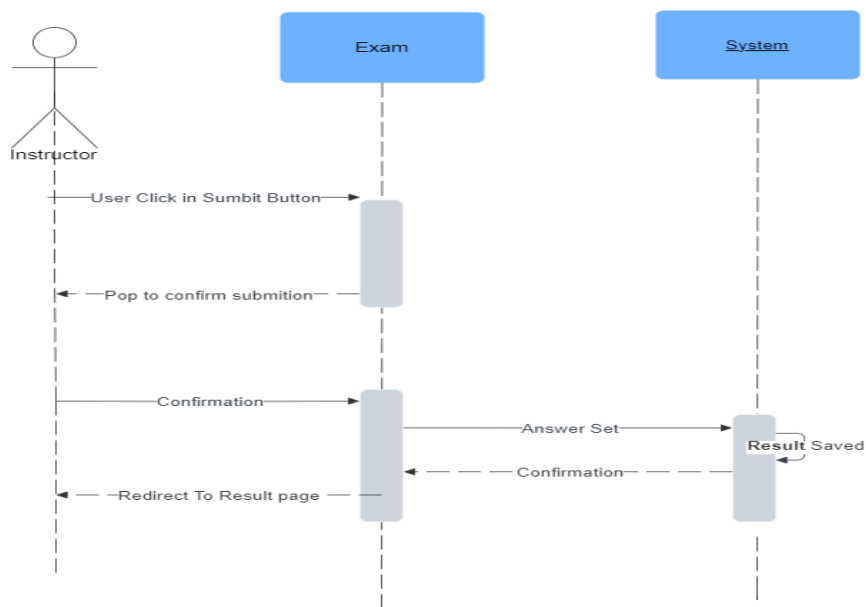 Exam
System
Instructor
User Click in Sumbit Button
Pop to confirm submition
Confirmation
Answer Set
Result Saved
Confirmation
Redirect To Result page